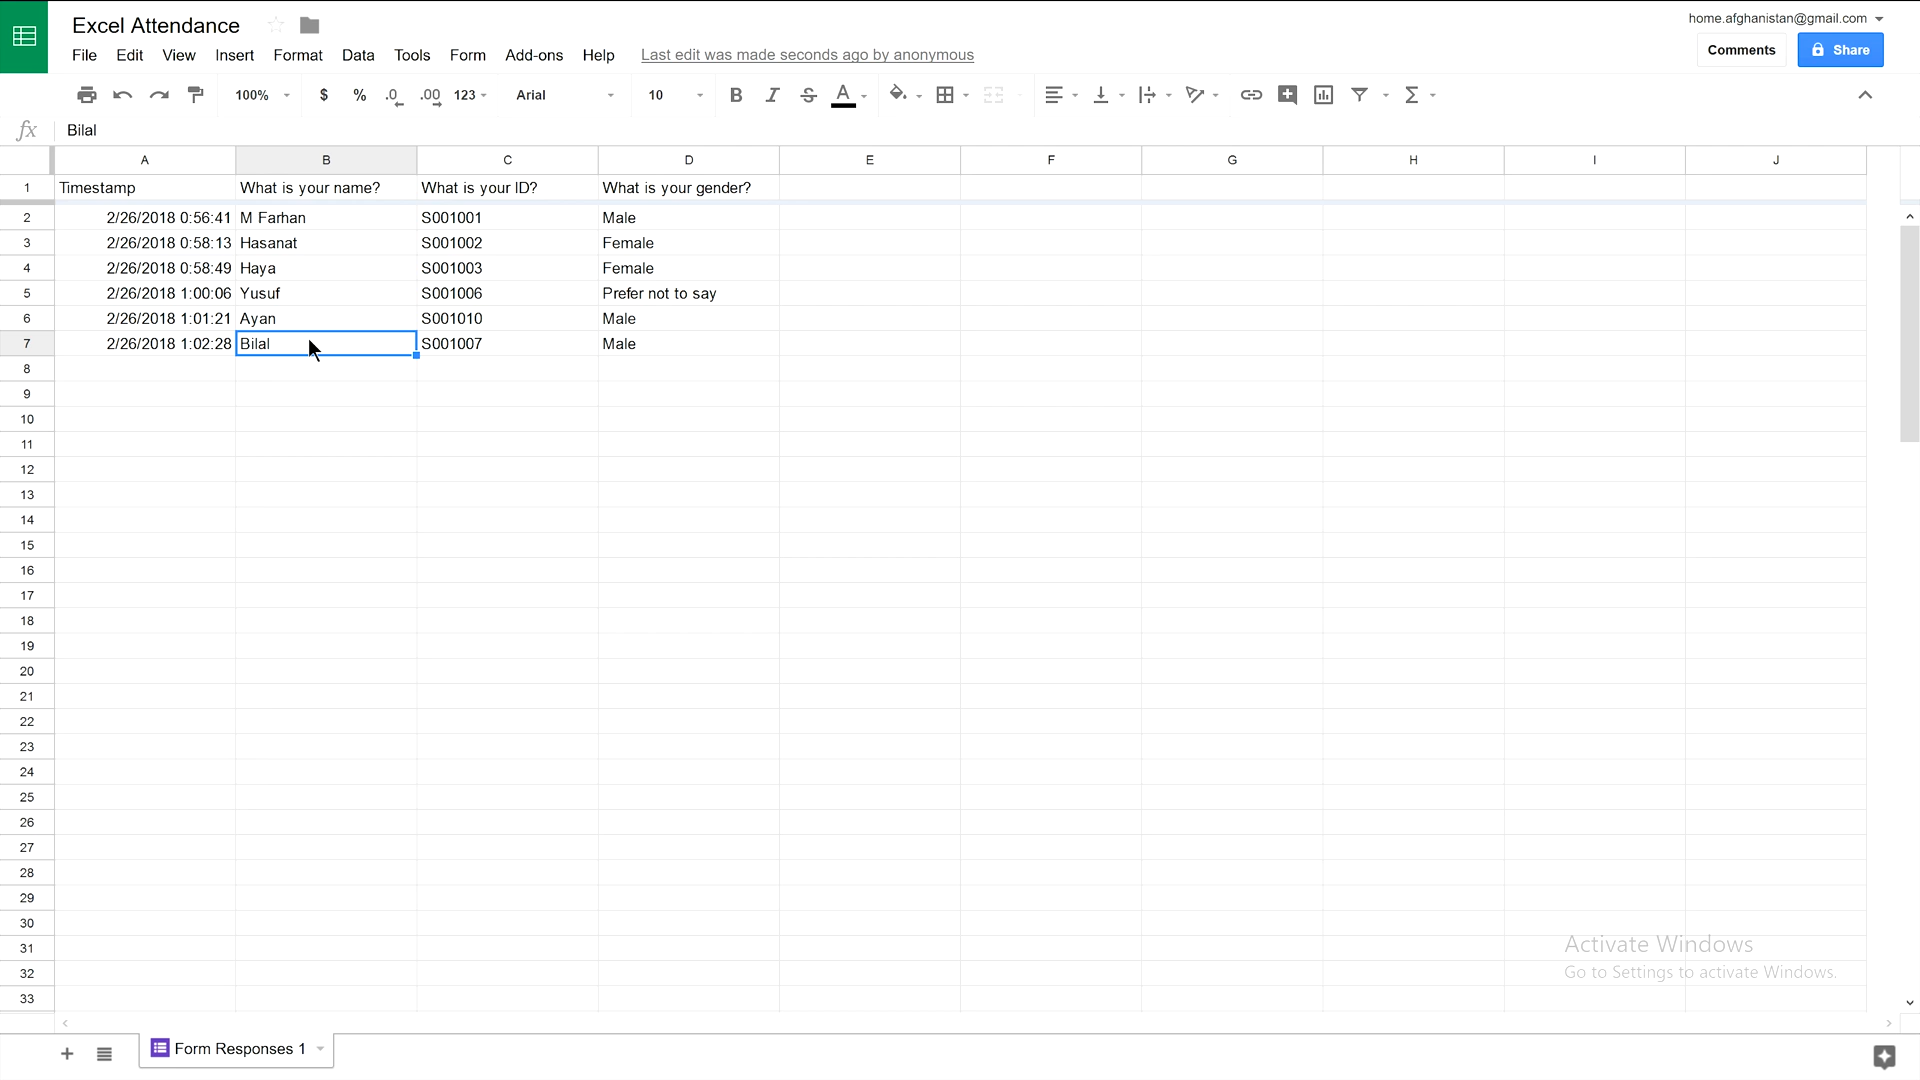 Excel Attendance
home.afghanistan@gmail.com
File Edit View Insert Format Data Tools Form Add-ons Help Last edit was made seconds ago by anonymous
Comments Share
100% $ % .0 .00 123 Arial 10 B I S A Σ
fx Bilal
A B C D E F G H I J
1 Timestamp What is your name? What is your ID? What is your gender?
2 2/26/2018 0:56:41 M Farhan S001001 Male
3 2/26/2018 0:58:13 Hasanat S001002 Female
4 2/26/2018 0:58:49 Haya S001003 Female
5 2/26/2018 1:00:06 Yusuf S001006 Prefer not to say
6 2/26/2018 1:01:21 Ayan S001010 Male
7 2/26/2018 1:02:28 Bilal S001007 Male
8
9
10
11
12
13
14
15
16
17
18
19
20
21
22
23
24
25
26
27
28
29
30
31
32
33
Activate Windows
Go to Settings to activate Windows.
Form Responses 1